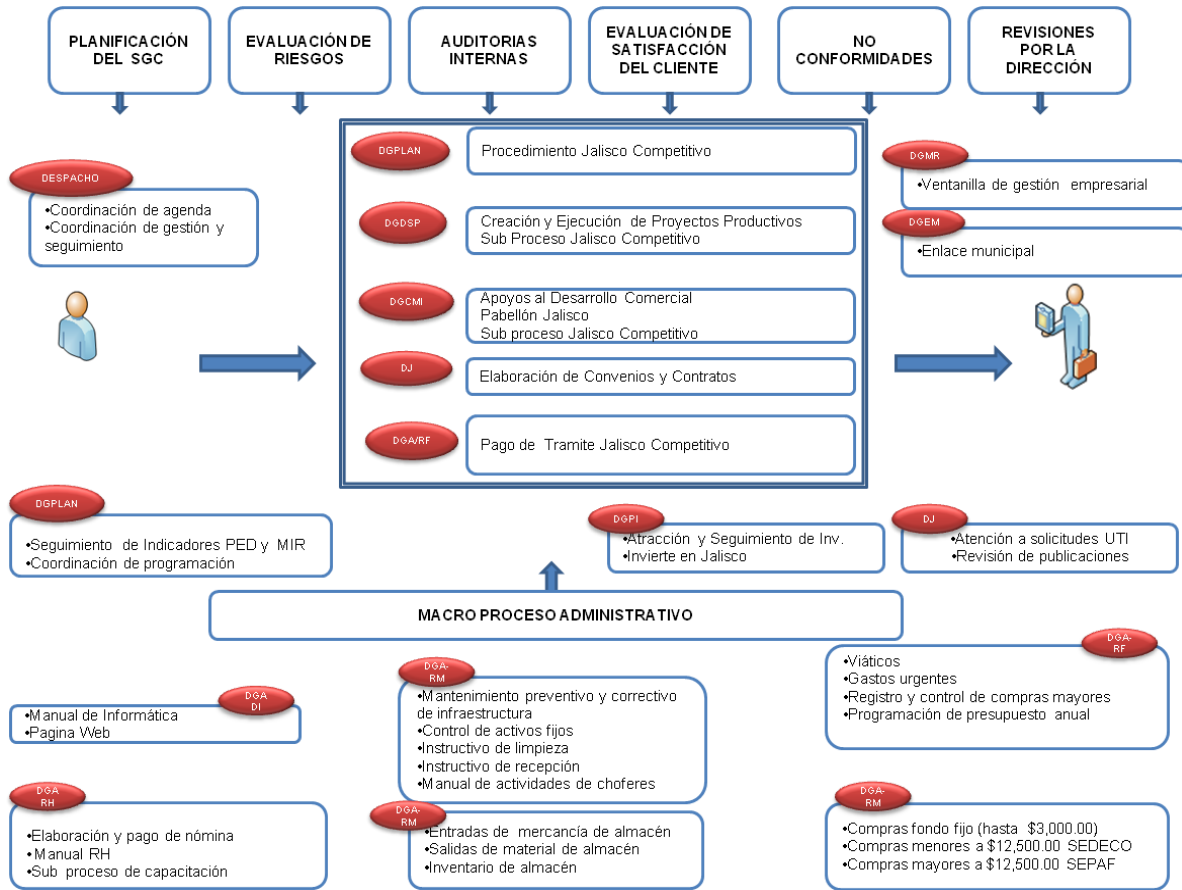 PLANIFICACIÓN
DEL SGC
EVALUACIÓN DE
RIESGOS
AUDITORIAS
INTERNAS
EVALUACIÓN DE
SATISFACCIÓN
DEL CLIENTE
NO
CONFORMIDADES
REVISIONES
POR LA
DIRECCIÓN
DESPACHO
•Coordinación de agenda
•Coordinación de gestión y
seguimiento
DGPLAN
Procedimiento Jalisco Competitivo
DGDSP
Creación y Ejecución de Proyectos Productivos
Sub Proceso Jalisco Competitivo
DGCMI
Apoyos al Desarrollo Comercial
Pabellón Jalisco
Sub proceso Jalisco Competitivo
DJ
Elaboración de Convenios y Contratos
DGA/RF
Pago de Tramite Jalisco Competitivo
DGMR
•Ventanilla de gestión empresarial
DGEM
•Enlace municipal
DGPLAN
•Seguimiento de Indicadores PED y MIR
•Coordinación de programación
DGPI
•Atracción y Seguimiento de Inv.
•Invierte en Jalisco
DJ
•Atención a solicitudes UTI
•Revisión de publicaciones
MACRO PROCESO ADMINISTRATIVO
DGA
DI
•Manual de Informática
•Pagina Web
DGA-
RM
•Mantenimiento preventivo y correctivo
de infraestructura
•Control de activos fijos
•Instructivo de limpieza
•Instructivo de recepción
•Manual de actividades de choferes
DGA-
RF
•Viáticos
•Gastos urgentes
•Registro y control de compras mayores
•Programación de presupuesto anual
DGA
RH
•Elaboración y pago de nómina
•Manual RH
•Sub proceso de capacitación
DGA-
RM
•Entradas de mercancía de almacén
•Salidas de material de almacén
•Inventario de almacén
DGA-
RM
•Compras fondo fijo (hasta $3,000.00)
•Compras menores a $12,500.00 SEDECO
•Compras mayores a $12,500.00 SEPAF